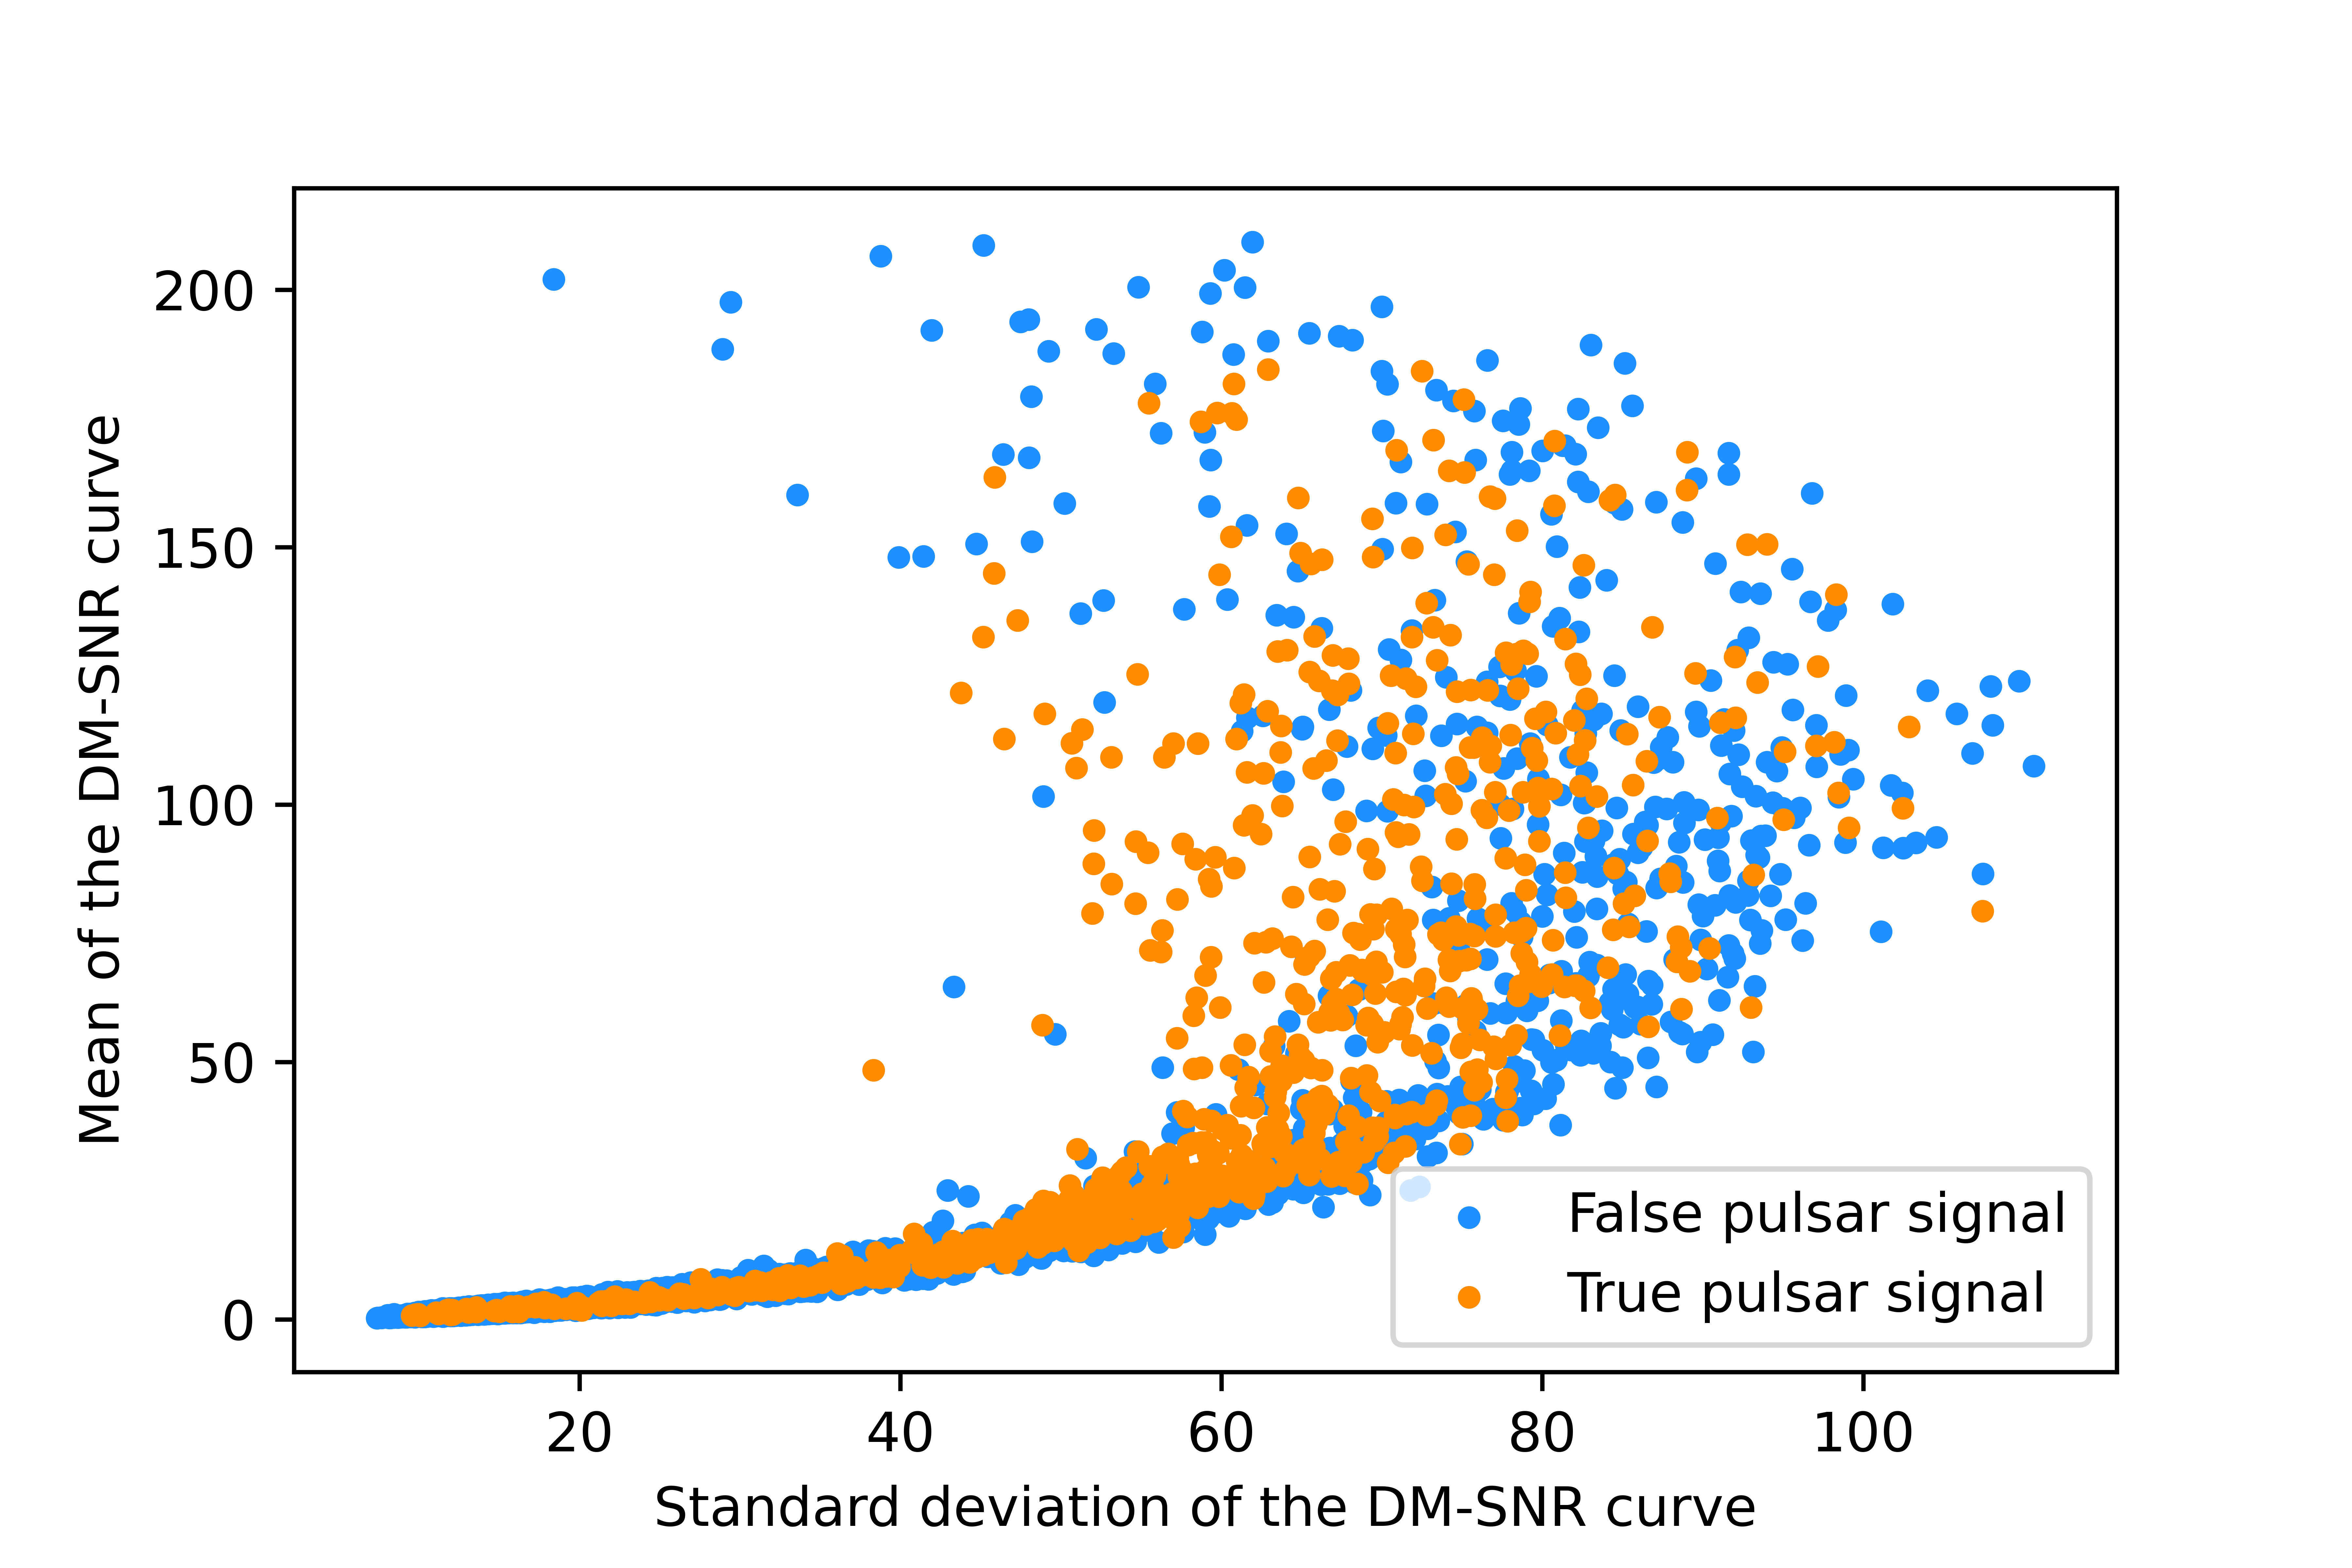 200
150
100
50
0
Mean of the DM-SNR curve
False pulsar signal
True pulsar signal
20 40 60 80 100
Standard deviation of the DM-SNR curve